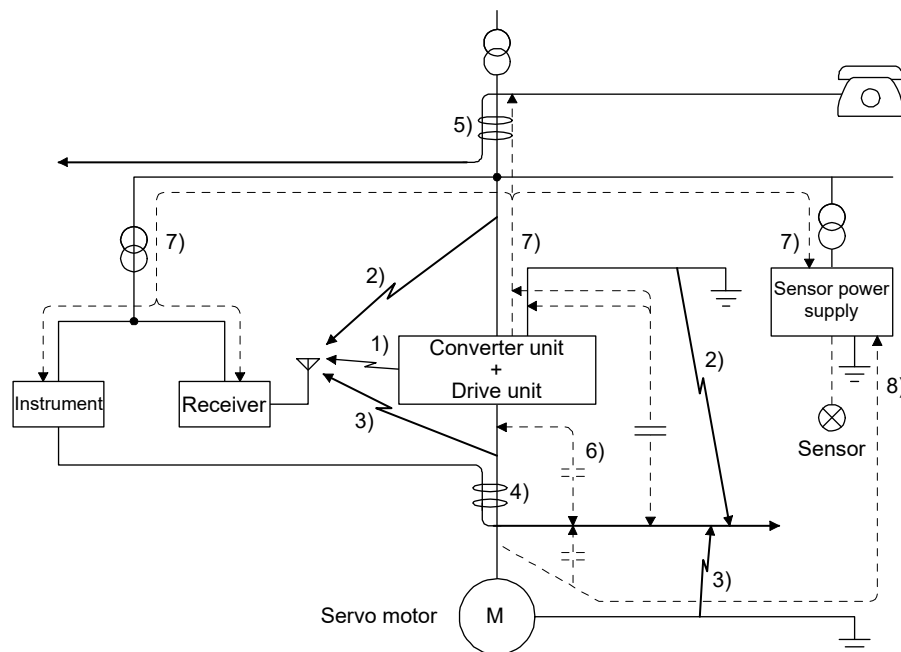 5)
7)
7)
7)
2)
Sensor power
supply
1)
Converter unit
+
Drive unit
2)
8)
Instrument
Receiver
3)
6)
Sensor
4)
3)
Servo motor
M